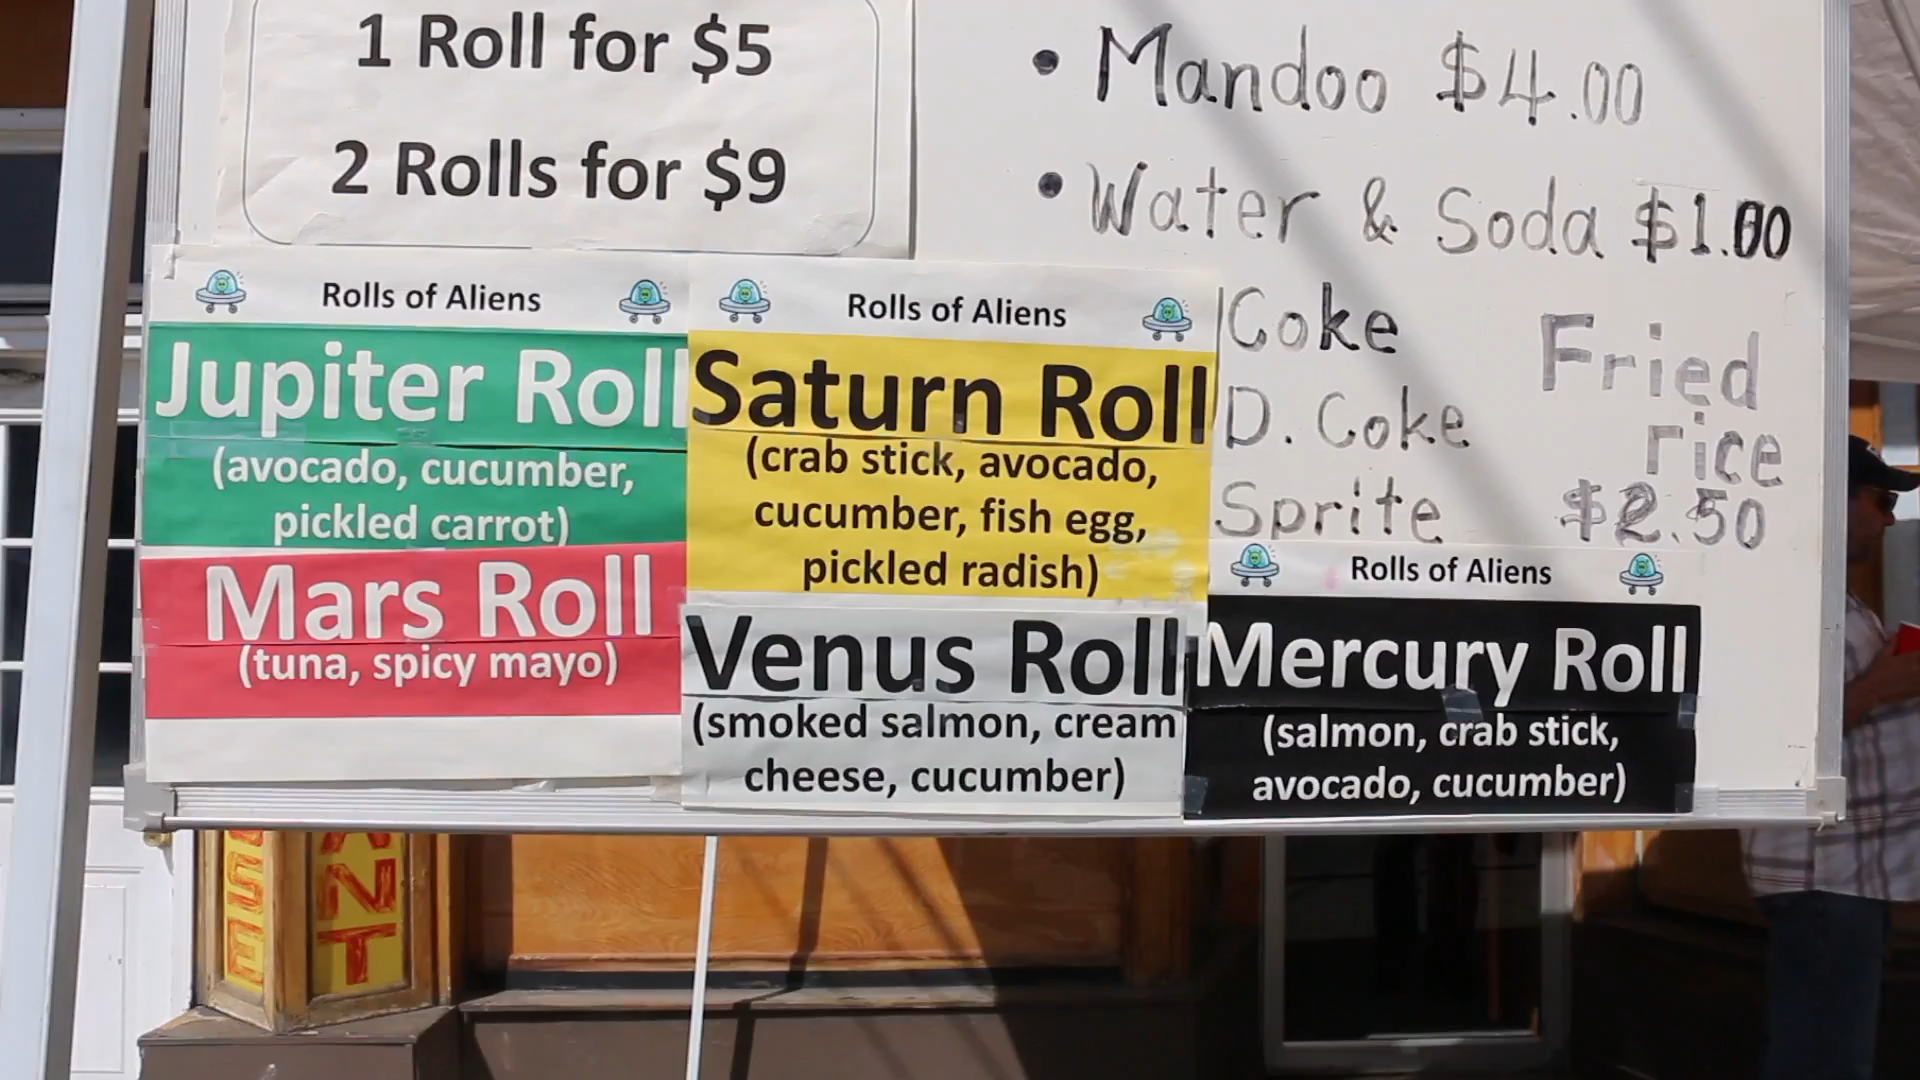 1 Roll for $5
2 Rolls for $9
• Mandoo $4.00
• Water & Soda $1.00
Coke
D. Coke
Sprite
Fried
rice
$2.50
Rolls of Aliens
Jupiter Roll
(avocado, cucumber,
pickled carrot)
Mars Roll
(tuna, spicy mayo)
Rolls of Aliens
Saturn Roll
(crab stick, avocado,
cucumber, fish egg,
pickled radish)
Venus Roll
(smoked salmon, cream
cheese, cucumber)
Rolls of Aliens
Mercury Roll
(salmon, crab stick,
avocado, cucumber)
SE
ANT